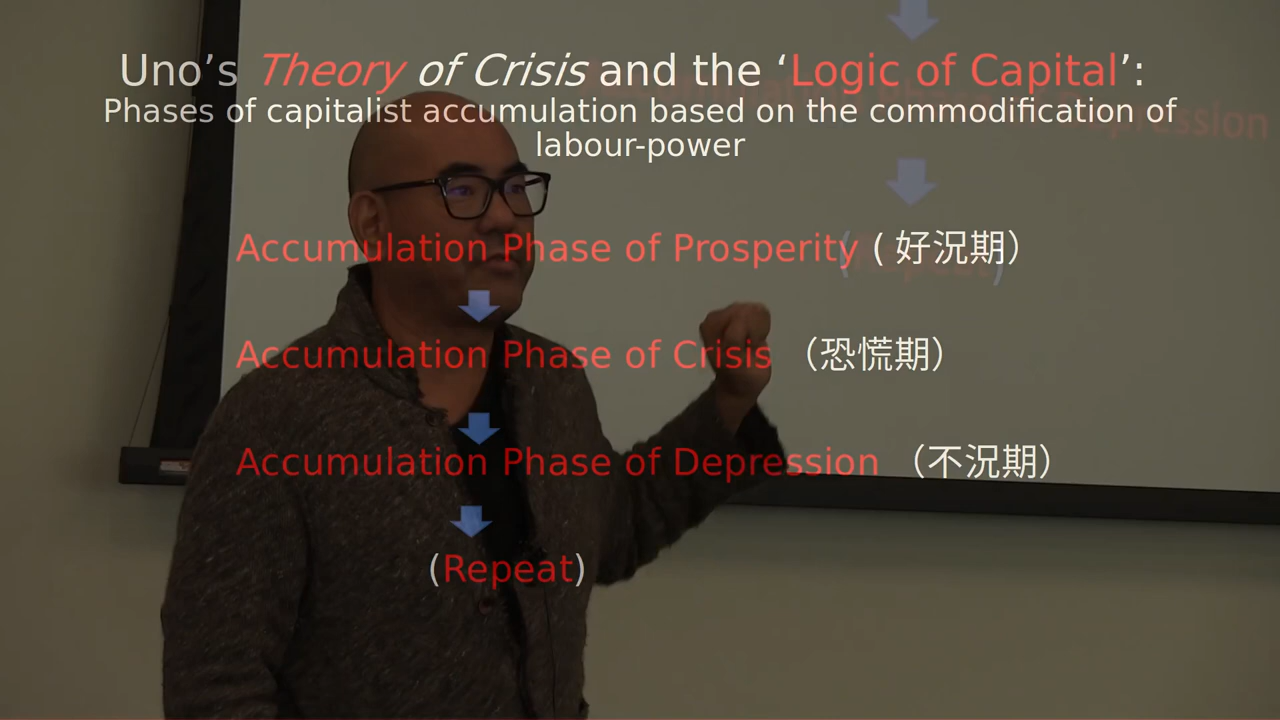 Uno’s Theory of Crisis and the ‘Logic of Capital’:
Phases of capitalist accumulation based on the commodification of
labour-power
Accumulation Phase of Prosperity ( 好況期）
Accumulation Phase of Crisis （恐慌期）
Accumulation Phase of Depression （不況期）
(Repeat)